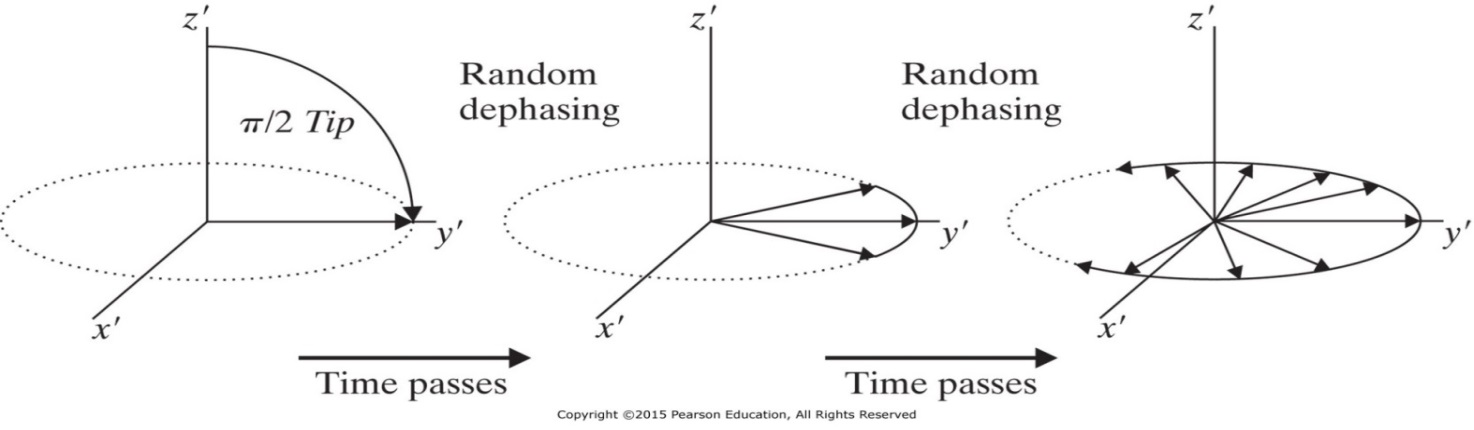 z′
π/2 Tip
y′
x′
Random
dephasing
Time passes
z′
y′
x′
Random
dephasing
Time passes
z′
y′
x′
Copyright ©2015 Pearson Education, All Rights Reserved